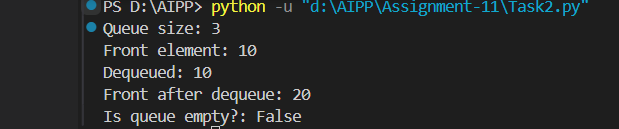 PS D:\AIPP> python -u "d:\AIPP\Assignment-11\Task2.py"
Queue size: 3
Front element: 10
Dequeued: 10
Front after dequeue: 20
Is queue empty?: False